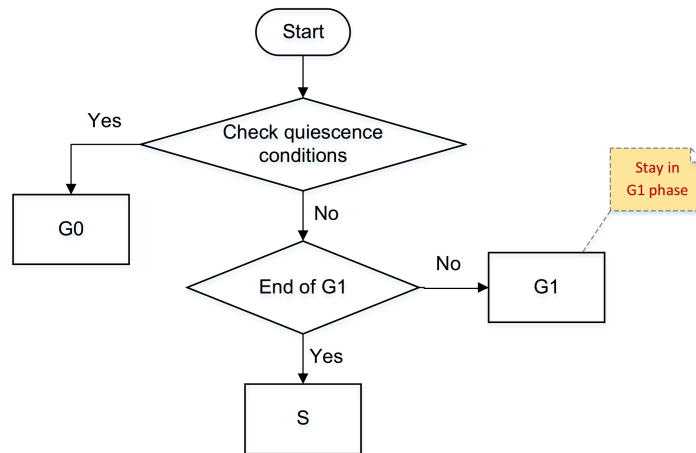 Start
Yes
Check quiescence
conditions
Stay in
G1 phase
G0
No
No
End of G1
G1
Yes
S